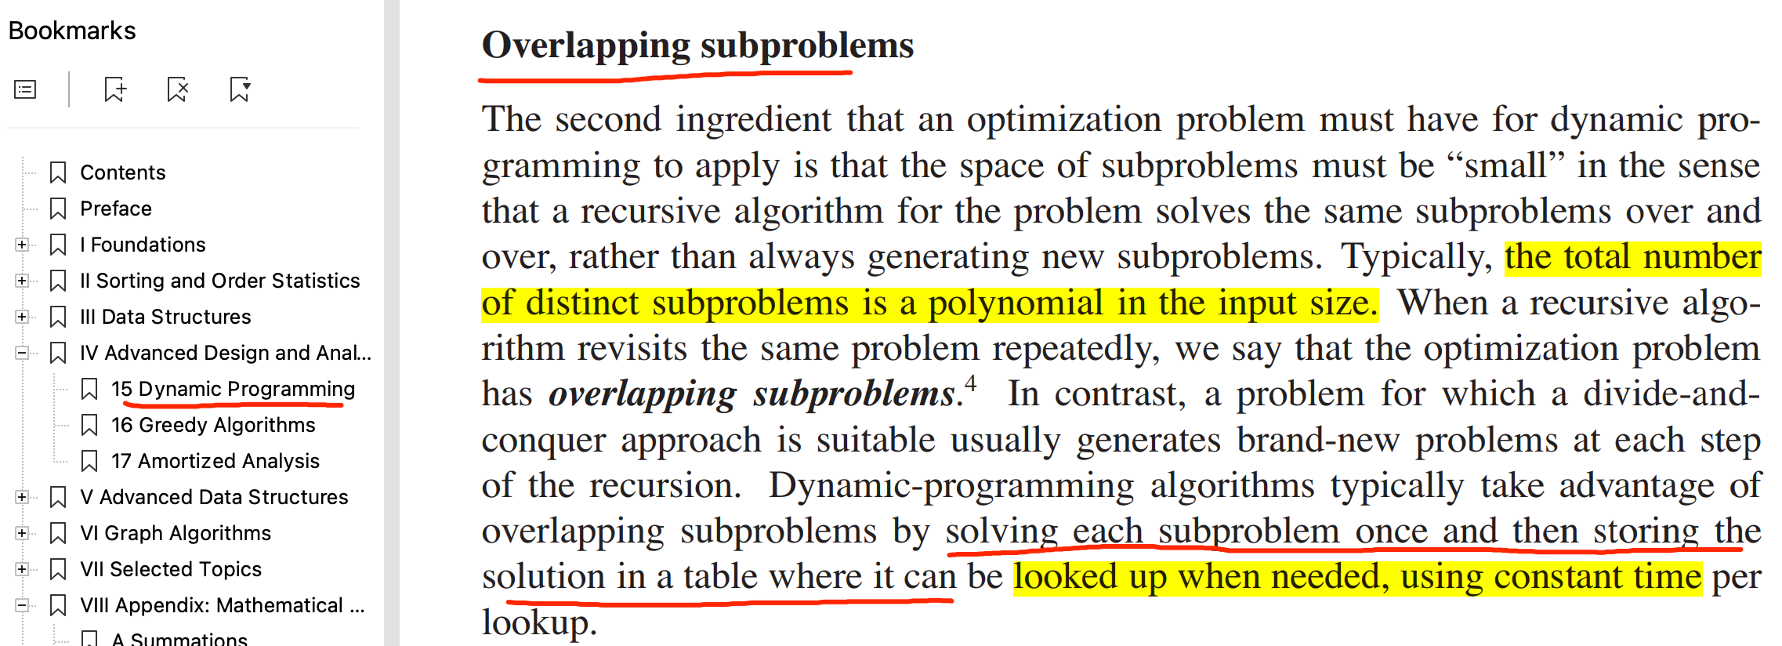 Bookmarks
Contents
Preface
I Foundations
II Sorting and Order Statistics
III Data Structures
IV Advanced Design and Anal...
15 Dynamic Programming
16 Greedy Algorithms
17 Amortized Analysis
V Advanced Data Structures
VI Graph Algorithms
VII Selected Topics
VIII Appendix: Mathematical ...
A Summations
Overlapping subproblems
The second ingredient that an optimization problem must have for dynamic pro-
gramming to apply is that the space of subproblems must be “small” in the sense
that a recursive algorithm for the problem solves the same subproblems over and
over, rather than always generating new subproblems. Typically, the total number
of distinct subproblems is a polynomial in the input size. When a recursive algo-
rithm revisits the same problem repeatedly, we say that the optimization problem
has overlapping subproblems.4 In contrast, a problem for which a divide-and-
conquer approach is suitable usually generates brand-new problems at each step
of the recursion. Dynamic-programming algorithms typically take advantage of
overlapping subproblems by solving each subproblem once and then storing the
solution in a table where it can be looked up when needed, using constant time per
lookup.